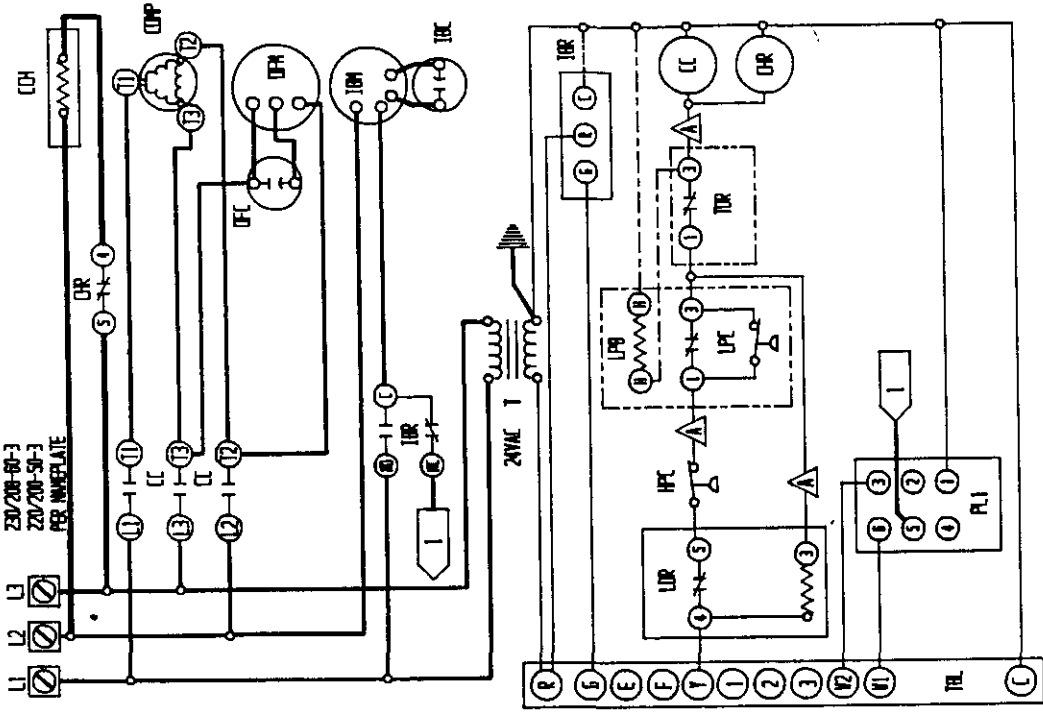 CCH
COMP
T1
T2
T3
CHR
5
4
OFM
OFC
IBM
IBC
230/208-60-3
220/200-50-3
PER NAMEPLATE
L3
L2
L1
L1
T1
CC
L3
T3
CC
L2
T2
NO
C
IBR
NC
1
24VAC T
IBR
G
R
C
CC
CHR
A
TDR
1
3
H
H
LPC
1
3
A
HPC
LOR
4
5
3
A
R
G
E
F
Y
1
2
3
W2
W1
C
6
3
5
2
4
1
PL1
1